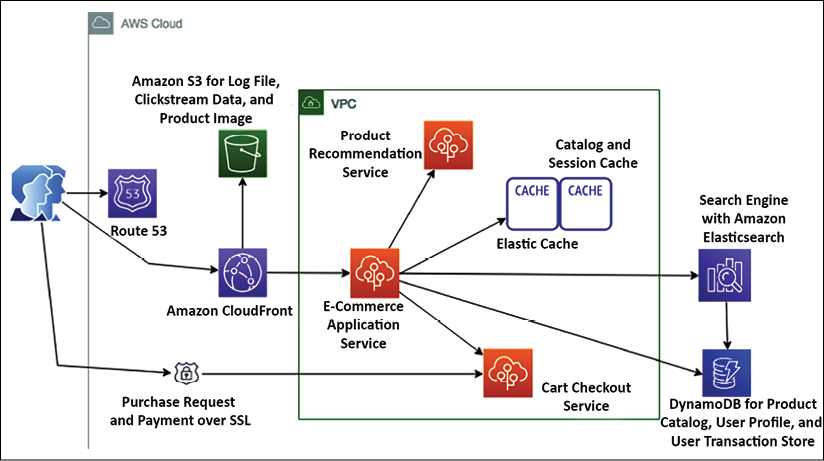 AWS Cloud
Amazon S3 for Log File,
Clickstream Data, and
Product Image
VPC
Product
Recommendation
Service
Catalog and
Session Cache
CACHE
CACHE
Elastic Cache
Search Engine
with Amazon
Elasticsearch
53
Route 53
Amazon CloudFront
E-Commerce
Application
Service
Purchase Request
and Payment over SSL
Cart Checkout
Service
DynamoDB for Product
Catalog, User Profile, and
User Transaction Store